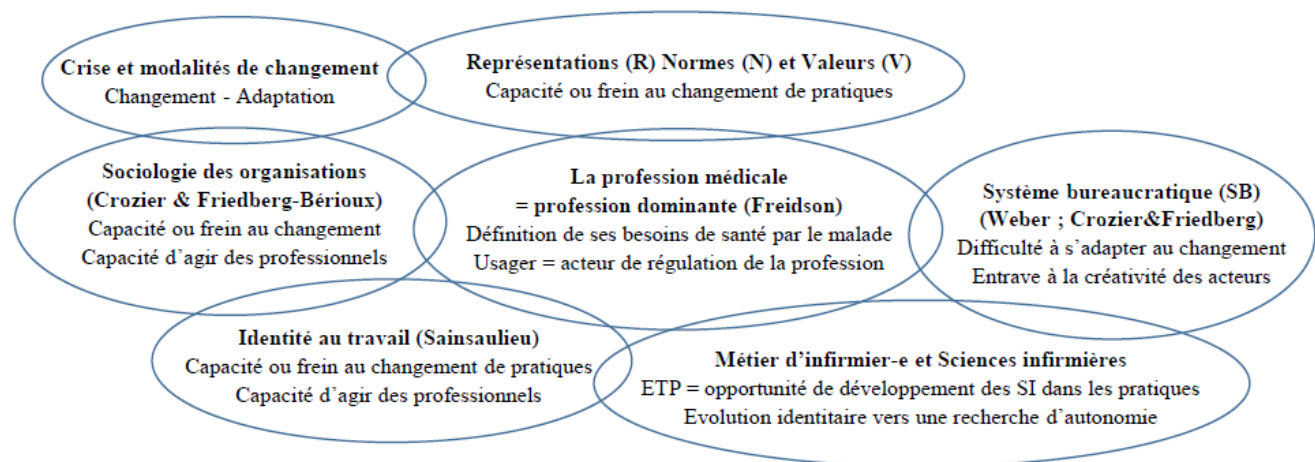 Crise et modalités de changement
Changement - Adaptation
Représentations (R) Normes (N) et Valeurs (V)
Capacité ou frein au changement de pratiques
Sociologie des organisations
(Crozier & Friedberg-Bérioux)
Capacité ou frein au changement
Capacité d’agir des professionnels
La profession médicale
= profession dominante (Freidson)
Définition de ses besoins de santé par le malade
Usager = acteur de régulation de la profession
Système bureaucratique (SB)
(Weber ; Crozier&Friedberg)
Difficulté à s’adapter au changement
Entrave à la créativité des acteurs
Identité au travail (Sainsaulieu)
Capacité ou frein au changement de pratiques
Capacité d’agir des professionnels
Métier d’infirmier-e et Sciences infirmières
ETP = opportunité de développement des SI dans les pratiques
Evolution identitaire vers une recherche d’autonomie